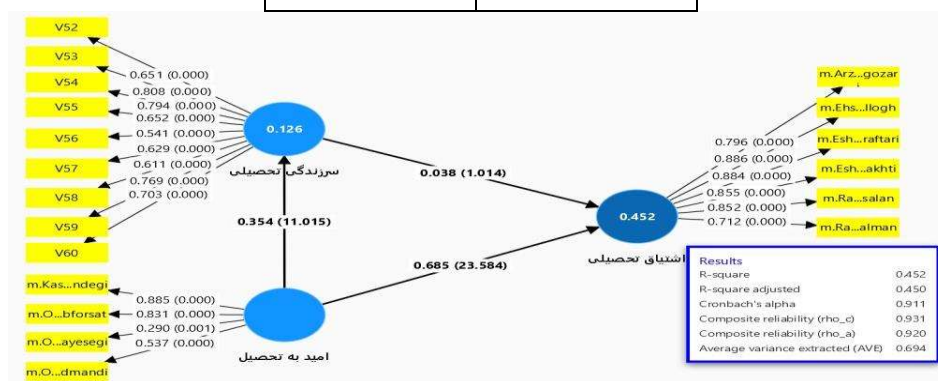 V52
V53
V54
V55
V56
V57
V58
V59
V60
0.651 (0.000)
0.808 (0.000)
0.794 (0.000)
0.652 (0.000)
0.541 (0.000)
0.629 (0.000)
0.611 (0.000)
0.769 (0.000)
0.703 (0.000)
0.126
سرزندگی تحصیلی
0.354 (11.015)
0.038 (1.014)
0.685 (23.584)
m.Kas...ndegi
m.O...bforsat
m.O...ayesegi
m.O...dmandi
0.885 (0.000)
0.831 (0.000)
0.290 (0.001)
0.537 (0.000)
امید به تحصیل
0.452
اشتیاق تحصیلی
0.796 (0.000)
0.886 (0.000)
0.884 (0.000)
0.855 (0.000)
0.852 (0.000)
0.712 (0.000)
m.Arz...gozar
m.Ehs...llogh
m.Esh...raftari
m.Esh...akhti
m.Ra...salan
m.Ra...alman
Results
R-square 0.452
R-square adjusted 0.450
Cronbach's alpha 0.911
Composite reliability (rho_c) 0.931
Composite reliability (rho_a) 0.920
Average variance extracted (AVE) 0.694